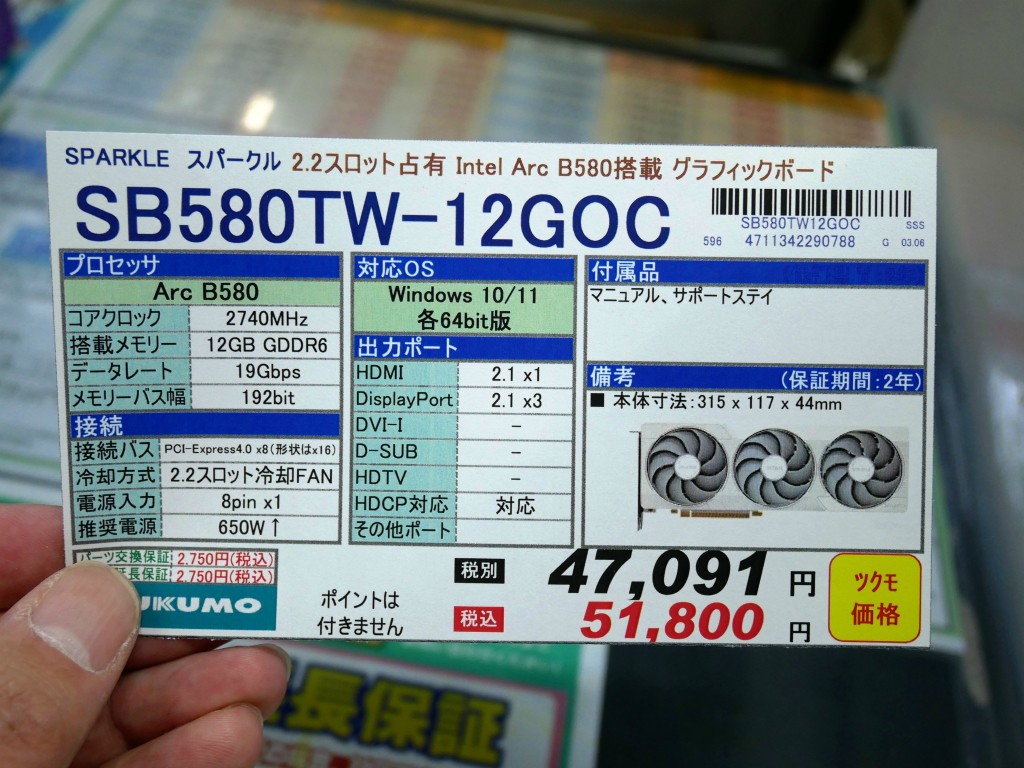 SPARKLE スパークル 2.2スロット占有 Intel Arc B580搭載 グラフィックボード
SB580TW-12GOC
SB580TW12GOC SSS
596 4711342290788 G 03.06
プロセッサ
Arc B580
コアクロック 2740MHz
搭載メモリー 12GB GDDR6
データレート 19Gbps
メモリーバス幅 192bit
接続
接続バス PCI-Express4.0 x8(形状はx16)
冷却方式 2.2スロット冷却FAN
電源入力 8pin x1
推奨電源 650W↑
対応OS
Windows 10/11
各64bit版
出力ポート
HDMI 2.1 x1
DisplayPort 2.1 x3
DVI-I -
D-SUB -
HDTV -
HDCP対応 対応
その他ポート
付属品
マニュアル、サポートステイ
備考 (保証期間:2年)
■ 本体寸法:315 x 117 x 44mm
パーツ交換保証 2,750円(税込)
延長保証 2,750円(税込)
UKUMO
ポイントは
付きません
税別 47,091 円
税込 51,800 円
ツクモ
価格
長保証